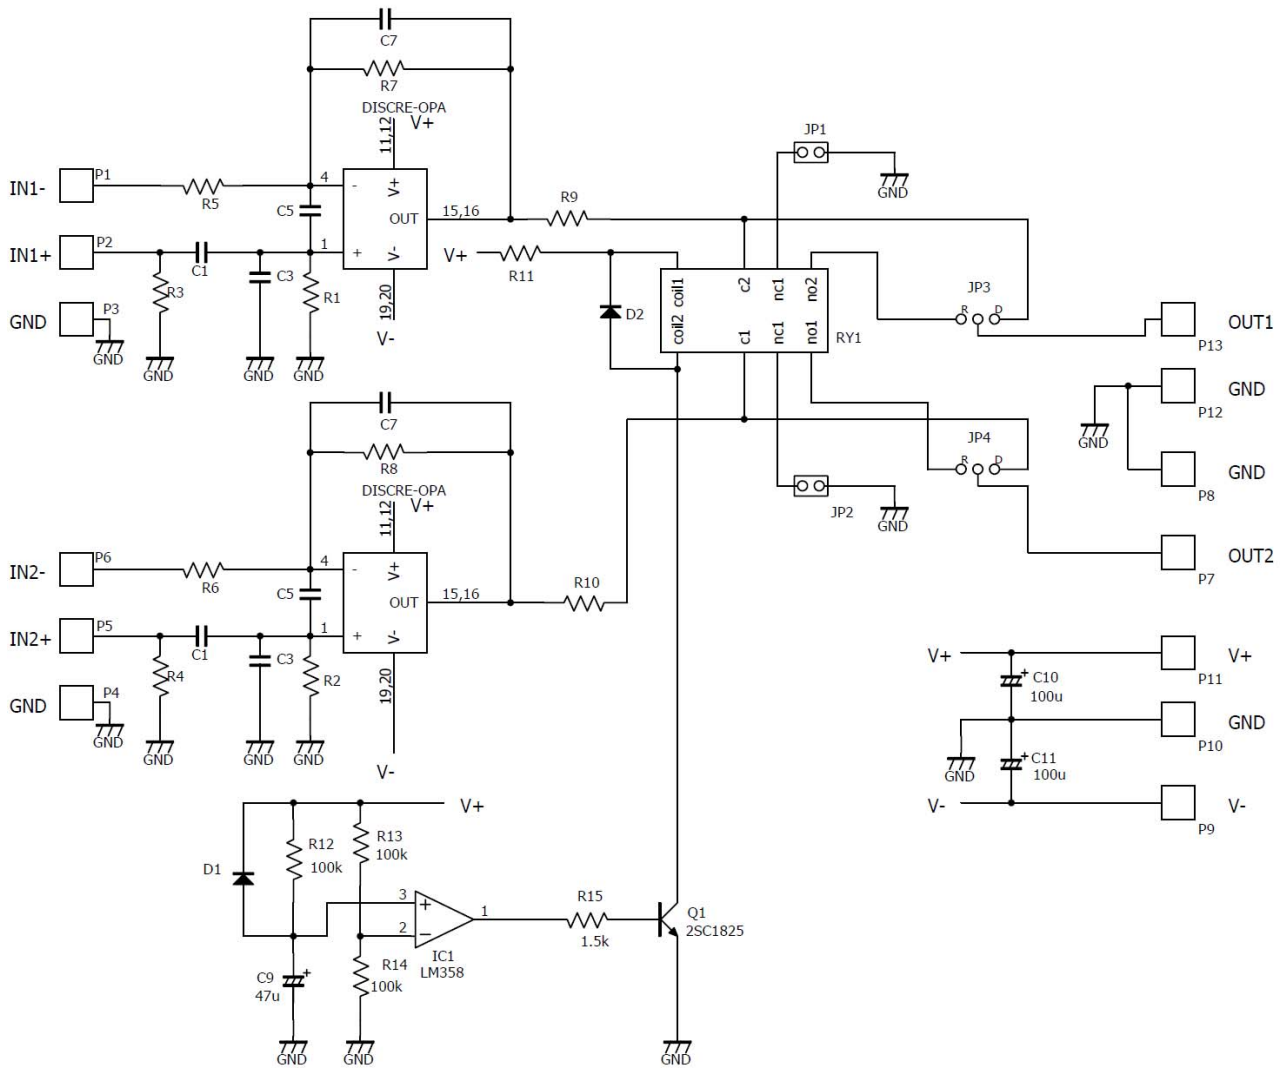 C7
R7
DISCRE-OPA
V+
11,12
IN1-
P1
R5
4
-
V+
C5
OUT
15,16
R9
JP1
GND
IN1+
P2
C1
1
+
V-
C3
R3
R1
19,20
V-
GND
P3
GND
GND
GND
GND
V+
R11
D2
coil1
c2
nc1
no2
coil2
c1
nc1
no1
RY1
JP3
R
D
OUT1
P13
GND
P12
GND
GND
P8
JP4
R
D
JP2
GND
OUT2
P7
C7
R8
DISCRE-OPA
V+
11,12
IN2-
P6
R6
4
-
V+
C5
OUT
15,16
R10
IN2+
P5
C1
1
+
V-
C3
R4
R2
19,20
V-
GND
P4
GND
GND
GND
GND
V+
C10
100u
+
V+
P11
GND
P10
GND
C11
100u
+
V-
V-
P9
V+
D1
R12
100k
R13
100k
3
+
2
−
1
IC1
LM358
R14
100k
C9
47u
+
GND
GND
R15
1.5k
Q1
2SC1825
GND